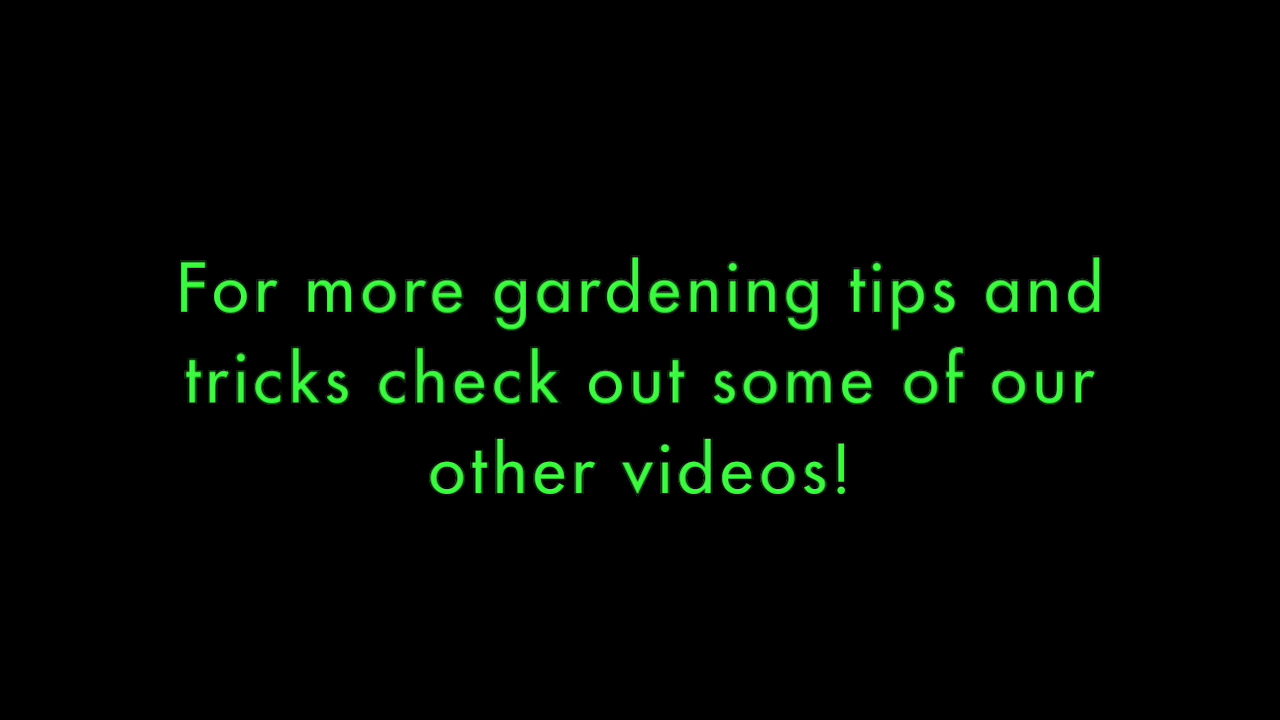 For more gardening tips and
tricks check out some of our
other videos!